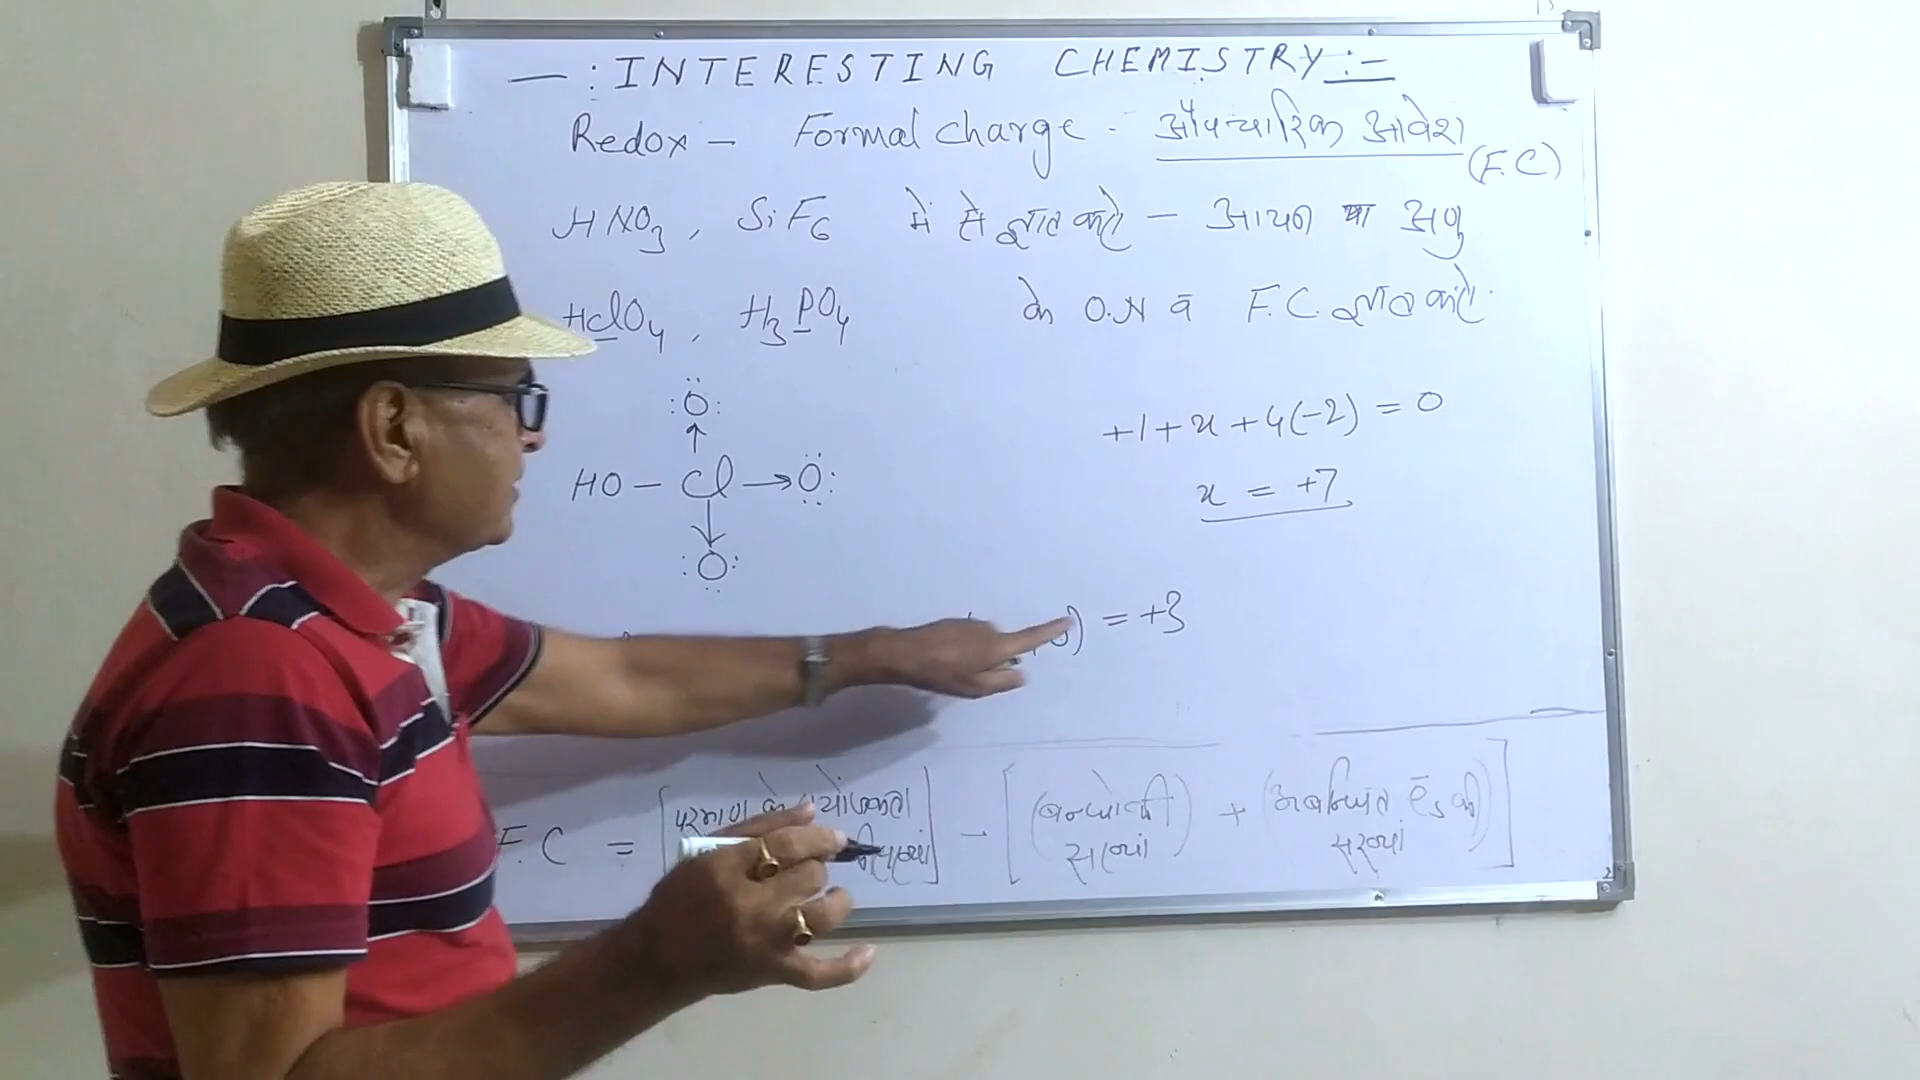 — : INTERESTING CHEMISTRY : —
Redox — Formal charge - औपचारिक आवेश (F.C)
HNO3 , SiF6 में से ज्ञात करो — आयन या अणु
HClO4 , H3PO4 के O.N व F.C. ज्ञात करो.
:O:
+1+x+4(-2) = 0
HO — Cl → O:
x = +7
:O:
0) = +3
F.C = [परमाणु के संयोजकता] - [(बन्धों की संख्या) + (अबन्धित e̅s की संख्या)]